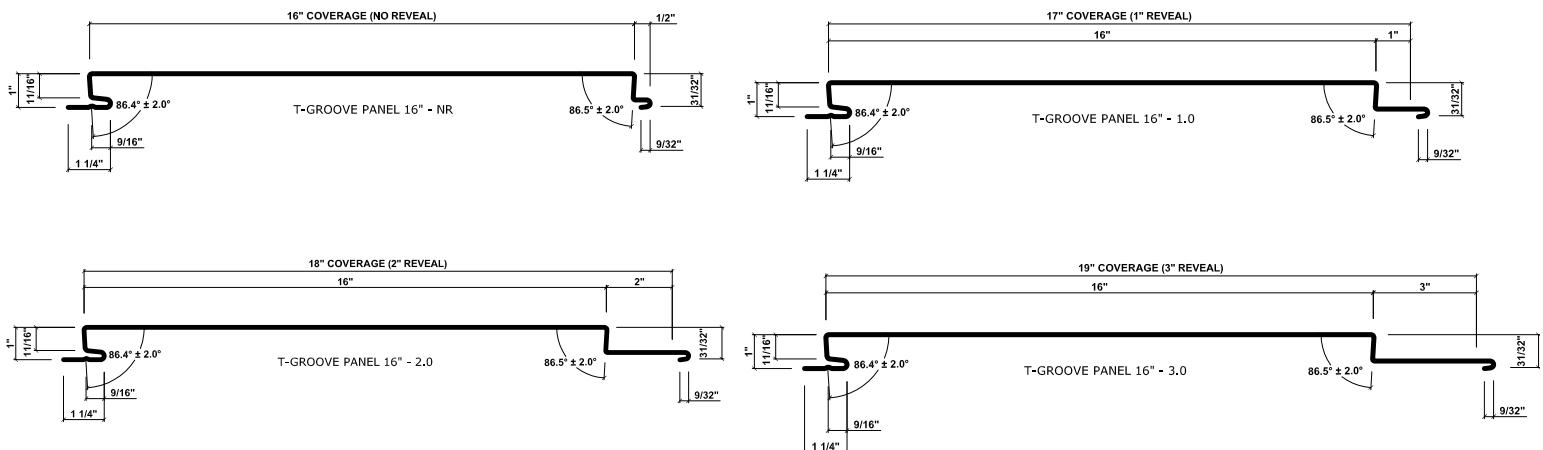 16" COVERAGE (NO REVEAL)
1/2"
1"
11/16"
86.4° ± 2.0°
T-GROOVE PANEL 16" - NR
86.5° ± 2.0°
31/32"
9/16"
1 1/4"
9/32"
17" COVERAGE (1" REVEAL)
16"
1"
1"
11/16"
86.4° ± 2.0°
T-GROOVE PANEL 16" - 1.0
86.5° ± 2.0°
31/32"
9/16"
1 1/4"
9/32"
18" COVERAGE (2" REVEAL)
16"
2"
1"
11/16"
86.4° ± 2.0°
T-GROOVE PANEL 16" - 2.0
86.5° ± 2.0°
31/32"
9/16"
1 1/4"
9/32"
19" COVERAGE (3" REVEAL)
16"
3"
1"
11/16"
86.4° ± 2.0°
T-GROOVE PANEL 16" - 3.0
86.5° ± 2.0°
31/32"
9/16"
1 1/4"
9/32"